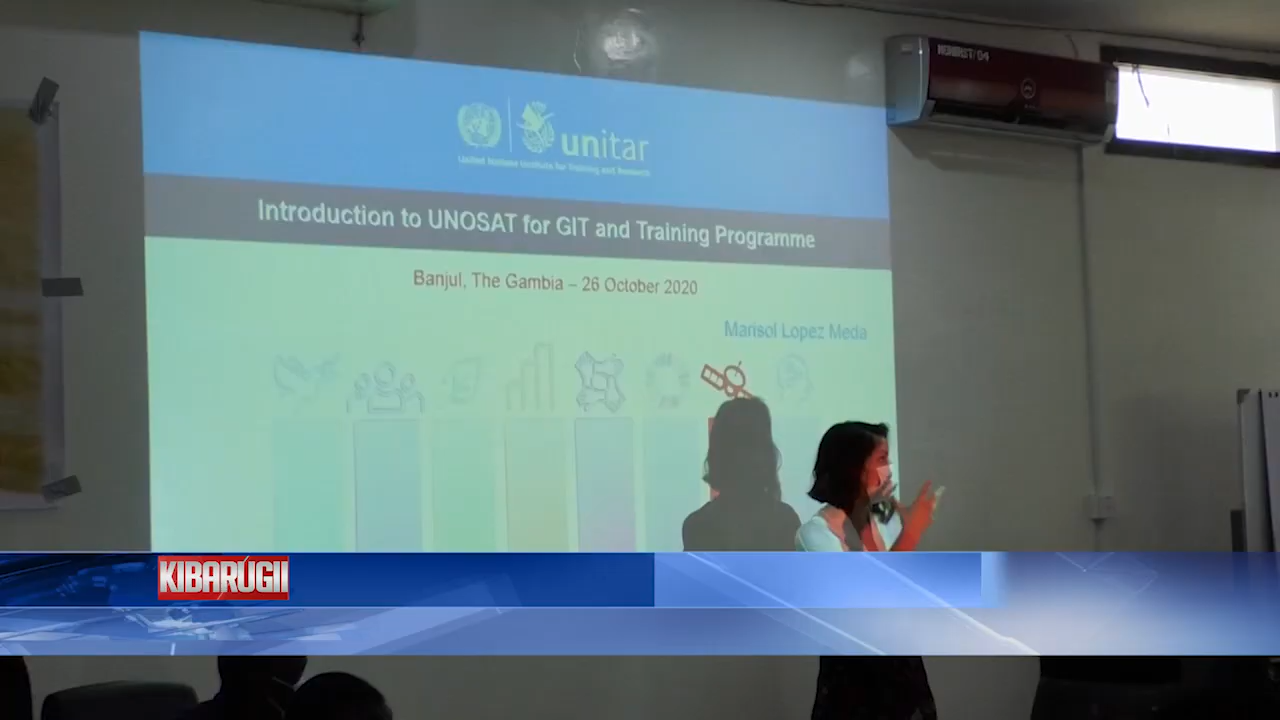 unitar
United Nations Institute for Training and Research
Introduction to UNOSAT for GIT and Training Programme
Banjul, The Gambia – 26 October 2020
Marisol Lopez Meda
KIBARUGII